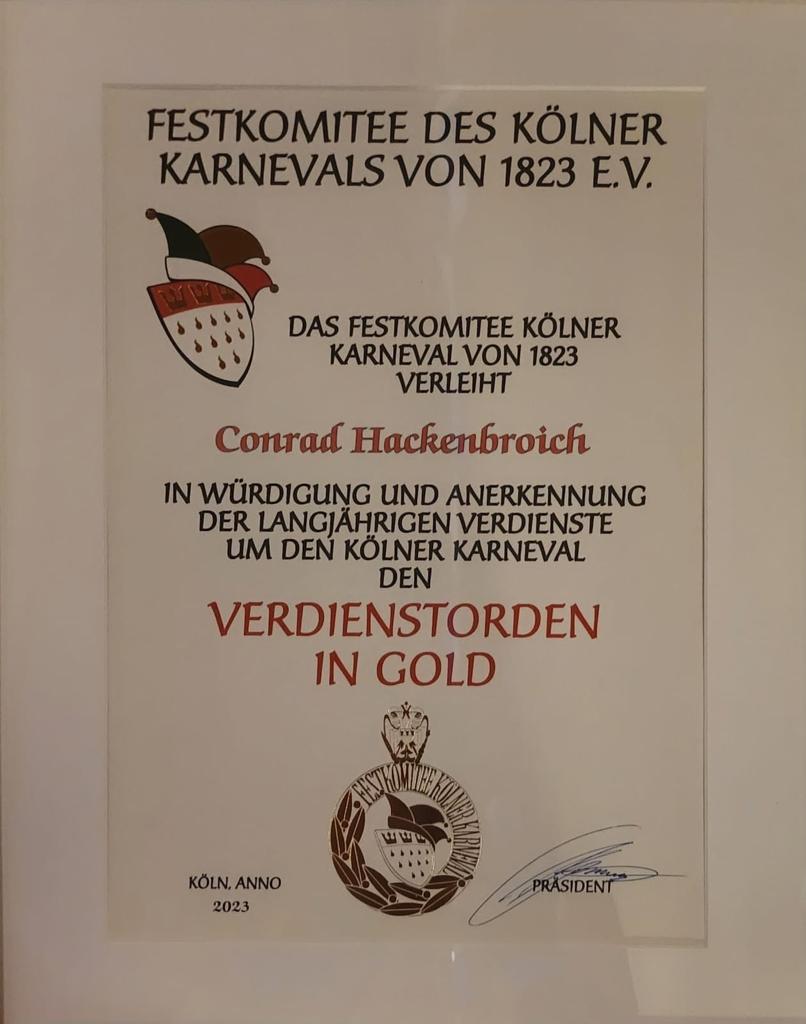 FESTKOMITEE DES KÖLNER
KARNEVALS VON 1823 E.V.
DAS FESTKOMITEE KÖLNER
KARNEVAL VON 1823
VERLEIHT
Conrad Hackenbroich
IN WÜRDIGUNG UND ANERKENNUNG
DER LANGJÄHRIGEN VERDIENSTE
UM DEN KÖLNER KARNEVAL
DEN
VERDIENSTORDEN
IN GOLD
FESTKOMITEE KÖLNER KARNEVAL
KÖLN, ANNO
2023
PRÄSIDENT